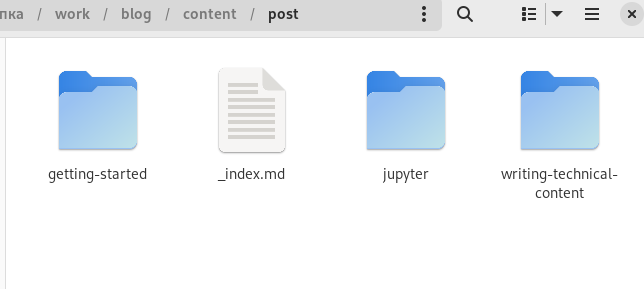 пка / work / blog / content / post
getting-started
_index.md
jupyter
writing-technical-
content